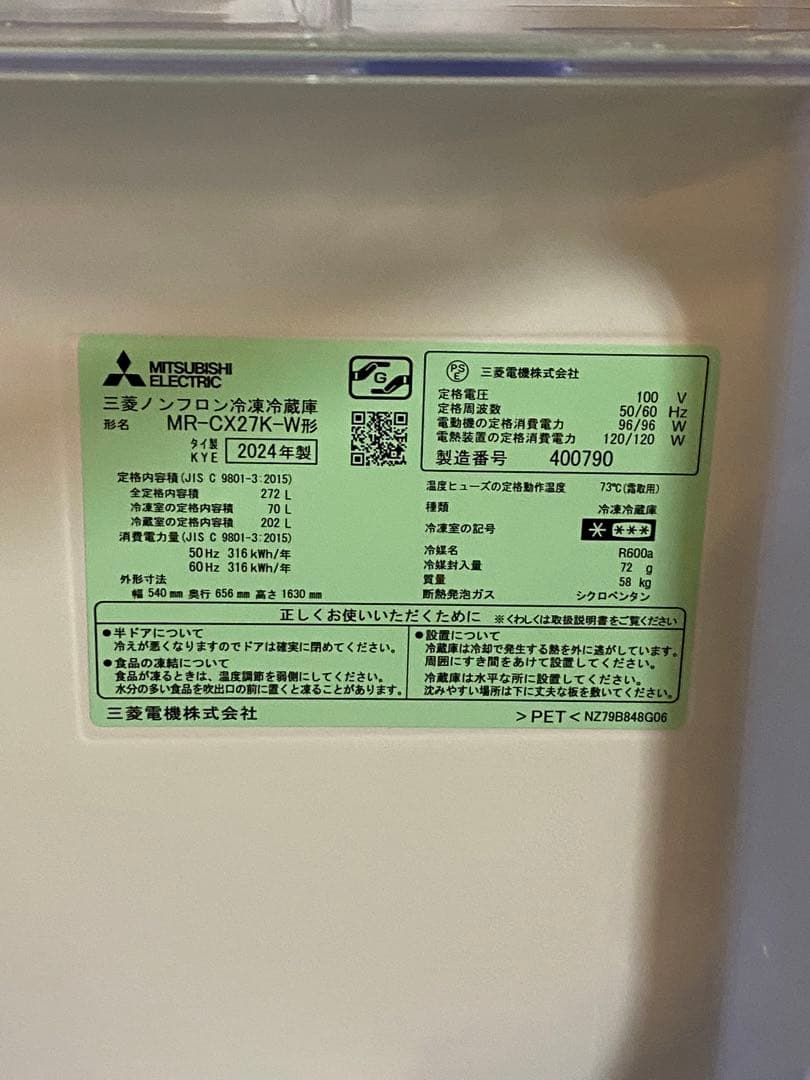 MITSUBISHI
ELECTRIC
G
三菱ノンフロン冷凍冷蔵庫
形名 MR-CX27K-W形
タイ製
KYE 2024年製
定格内容積(JIS C 9801-3:2015)
全定格内容積 272 L
冷凍室の定格内容積 70 L
冷蔵室の定格内容積 202 L
消費電力量(JIS C 9801-3:2015)
50 Hz 316 kWh/年
60 Hz 316 kWh/年
外形寸法
幅 540 mm 奥行 656 mm 高さ 1630 mm
PSE 三菱電機株式会社
定格電圧 100 V
定格周波数 50/60 Hz
電動機の定格消費電力 96/96 W
電熱装置の定格消費電力 120/120 W
製造番号 400790
温度ヒューズの定格動作温度 73℃(霜取用)
種類 冷凍冷蔵庫
冷凍室の記号 * ***
冷媒名 R600a
冷媒封入量 72 g
質量 58 kg
断熱発泡ガス シクロペンタン
正しくお使いいただくために ※くわしくは取扱説明書をご覧ください
●半ドアについて
冷えが悪くなりますのでドアは確実に閉めてください。
●食品の凍結について
食品が凍るときは、温度調節を弱側にしてください。
水分の多い食品を吹出口の前に置くと凍ることがあります。
●設置について
冷蔵庫は冷却で発生する熱を外に逃がしています。
周囲にすき間をあけて設置してください。
冷蔵庫は水平な所に設置してください。
沈みやすい場所は下に丈夫な板を敷いてください。
三菱電機株式会社
>PET< NZ79B848G06